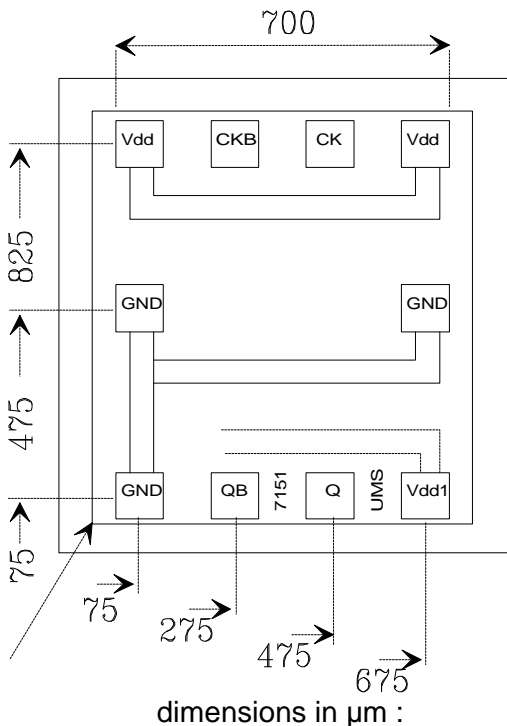 700
Vdd CKB CK Vdd
825
GND GND
475
GND QB 7151 Q UMS Vdd1
75
75
275
475
675
dimensions in µm :